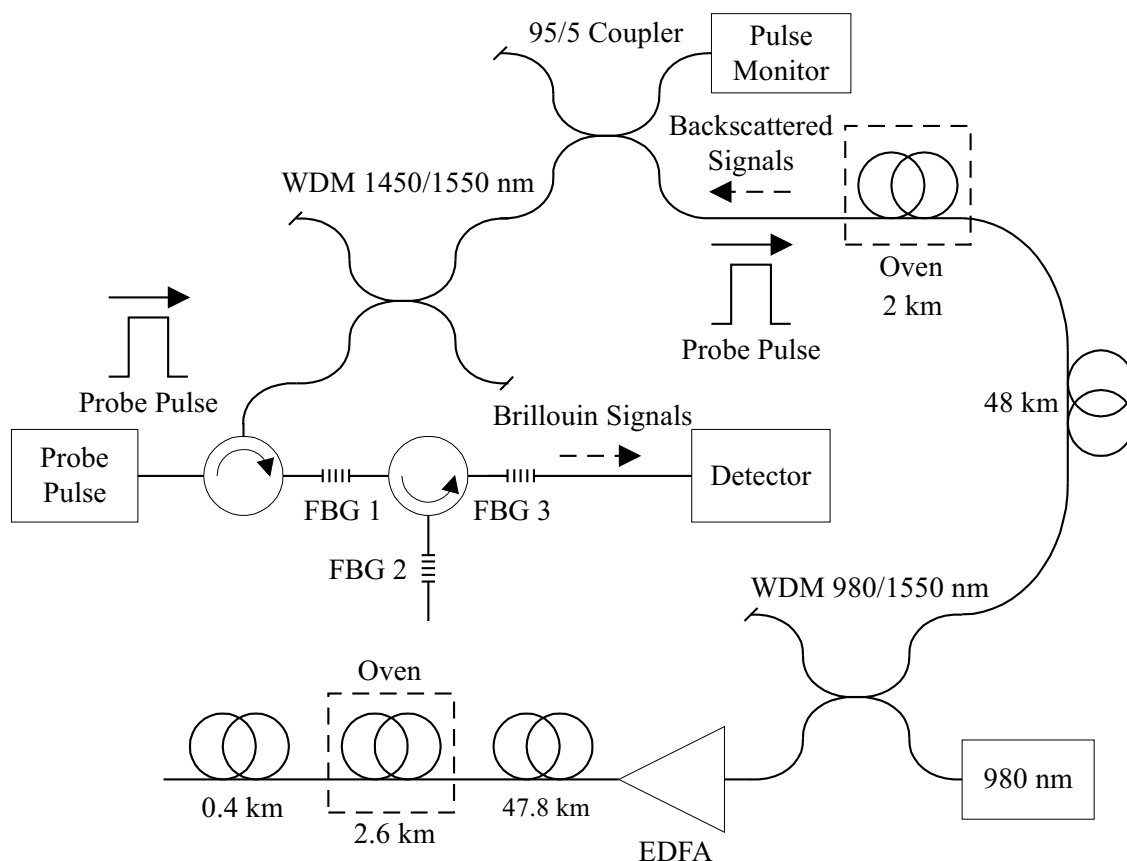 95/5 Coupler
Pulse
Monitor
Backscattered
Signals
WDM 1450/1550 nm
Oven
2 km
Probe Pulse
Probe Pulse
48 km
Brillouin Signals
Probe
Pulse
FBG 1
FBG 3
Detector
FBG 2
WDM 980/1550 nm
Oven
980 nm
0.4 km
2.6 km
47.8 km
EDFA